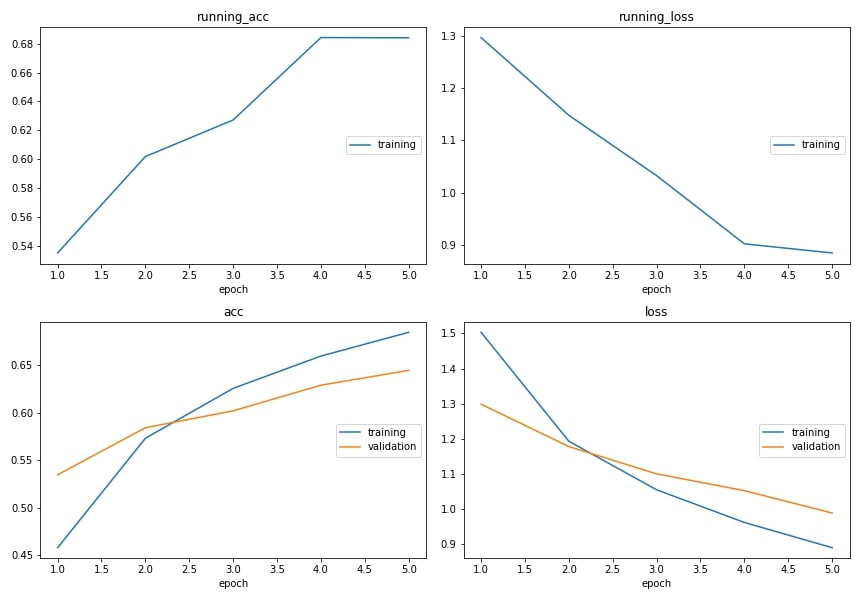 running_acc
0.68
0.66
0.64
0.62
0.60
0.58
0.56
0.54
training
1.0 1.5 2.0 2.5 3.0 3.5 4.0 4.5 5.0
epoch
running_loss
1.3
1.2
1.1
1.0
0.9
training
1.0 1.5 2.0 2.5 3.0 3.5 4.0 4.5 5.0
epoch
acc
0.65
0.60
0.55
0.50
0.45
training
validation
1.0 1.5 2.0 2.5 3.0 3.5 4.0 4.5 5.0
epoch
loss
1.5
1.4
1.3
1.2
1.1
1.0
0.9
training
validation
1.0 1.5 2.0 2.5 3.0 3.5 4.0 4.5 5.0
epoch